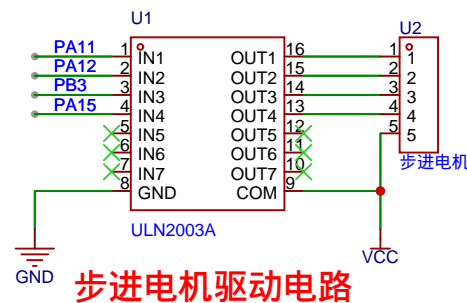 U1
U2
PA11 1 IN1 OUT1 16 1 1
PA12 2 IN2 OUT2 15 2 2
PB3 3 IN3 OUT3 14 3 3
PA15 4 IN4 OUT4 13 4 4
5 IN5 OUT5 12 5 5
6 IN6 OUT6 11
7 IN7 OUT7 10
8 GND COM 9
步进电机
ULN2003A
VCC
GND
步进电机驱动电路